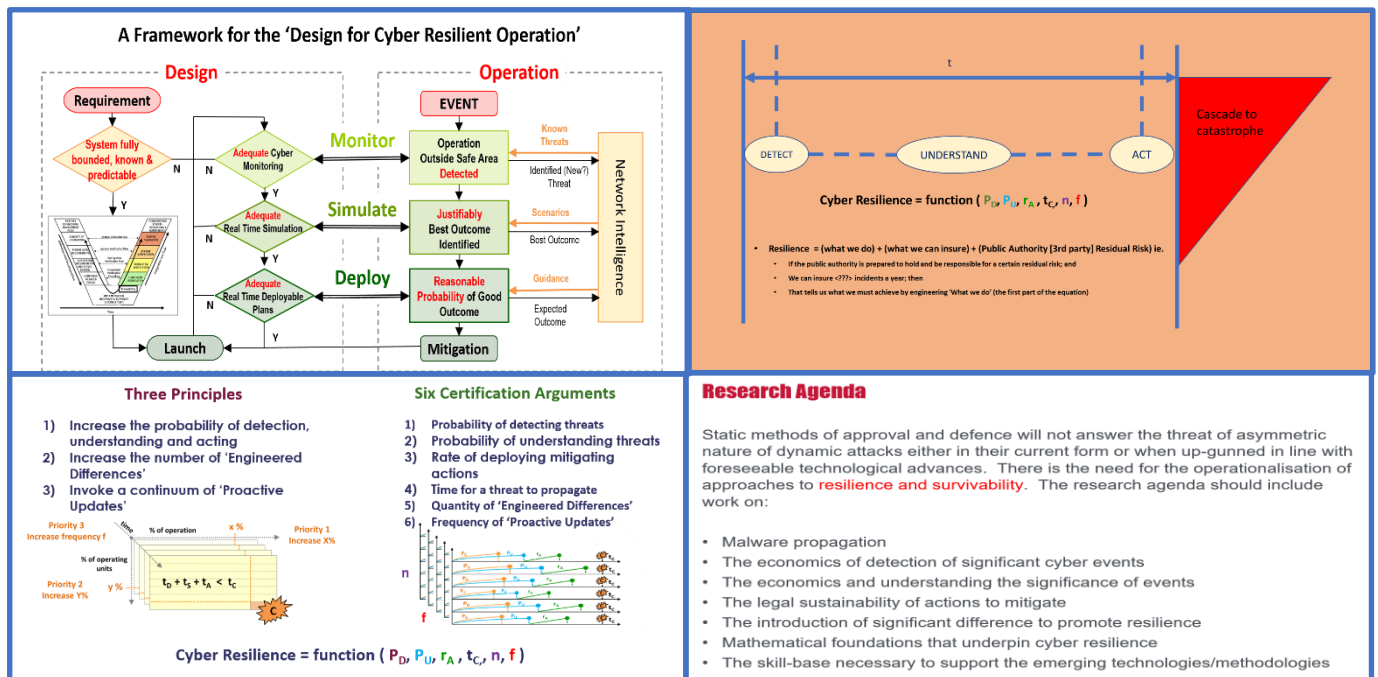 A Framework for the 'Design for Cyber Resilient Operation'
Design
Operation
Requirement
System fully
bounded, known &
predictable
N
Y
N
Adequate Cyber
Monitoring
Y
N
Adequate
Real Time Simulation
Y
N
Adequate
Real Time Deployable
Plans
Y
Launch
Monitor
Simulate
Deploy
EVENT
Operation
Outside Safe Area
Detected
Justifiably
Best Outcome
Identified
Reasonable
Probability of Good
Outcome
Mitigation
Known
Threats
Identified (New?)
Threat
Scenarios
Best Outcome
Guidance
Expected
Outcome
Network Intelligence
t
DETECT
UNDERSTAND
ACT
Cascade to
catastrophe
Cyber Resilience = function ( P_D, P_U, r_A , t_C,, n, f )
• Resilience = (what we do) + (what we can insure) + (Public Authority [3rd party] Residual Risk) ie.
• If the public authority is prepared to hold and be responsible for a certain residual risk; and
• We can insure <???> incidents a year; then
• That tells us what we must achieve by engineering 'What we do' (the first part of the equation)
Three Principles
1) Increase the probability of detection,
understanding and acting
2) Increase the number of 'Engineered
Differences'
3) Invoke a continuum of 'Proactive
Updates'
Priority 3
Increase frequency f
time
% of operation
x %
Priority 1
Increase X%
% of operating
units
Priority 2
Increase Y%
y %
t_D + t_S + t_A < t_C
C
Six Certification Arguments
1) Probability of detecting threats
2) Probability of understanding threats
3) Rate of deploying mitigating
actions
4) Time for a threat to propagate
5) Quantity of 'Engineered Differences'
6) Frequency of 'Proactive Updates'
n
f
Cyber Resilience = function ( P_D, P_U, r_A , t_C,, n, f )
Research Agenda
Static methods of approval and defence will not answer the threat of asymmetric
nature of dynamic attacks either in their current form or when up-gunned in line with
foreseeable technological advances. There is the need for the operationalisation of
approaches to resilience and survivability. The research agenda should include
work on:
• Malware propagation
• The economics of detection of significant cyber events
• The economics and understanding the significance of events
• The legal sustainability of actions to mitigate
• The introduction of significant difference to promote resilience
• Mathematical foundations that underpin cyber resilience
• The skill-base necessary to support the emerging technologies/methodologies